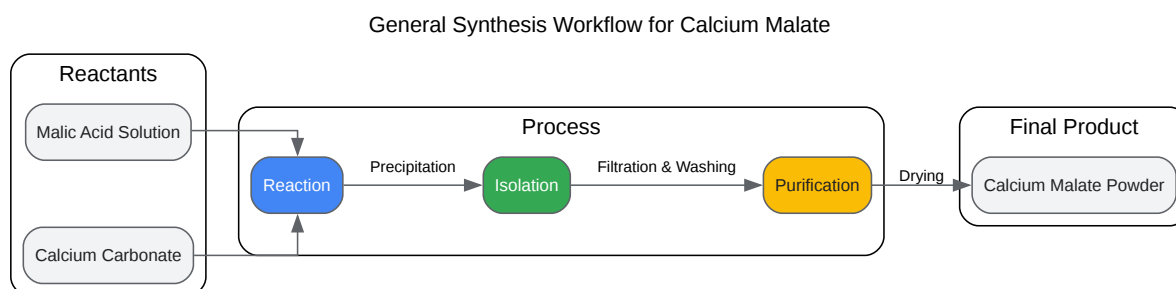 General Synthesis Workflow for Calcium Malate
Reactants
Malic Acid Solution
Calcium Carbonate
Process
Reaction
Precipitation
Isolation
Filtration & Washing
Purification
Drying
Final Product
Calcium Malate Powder